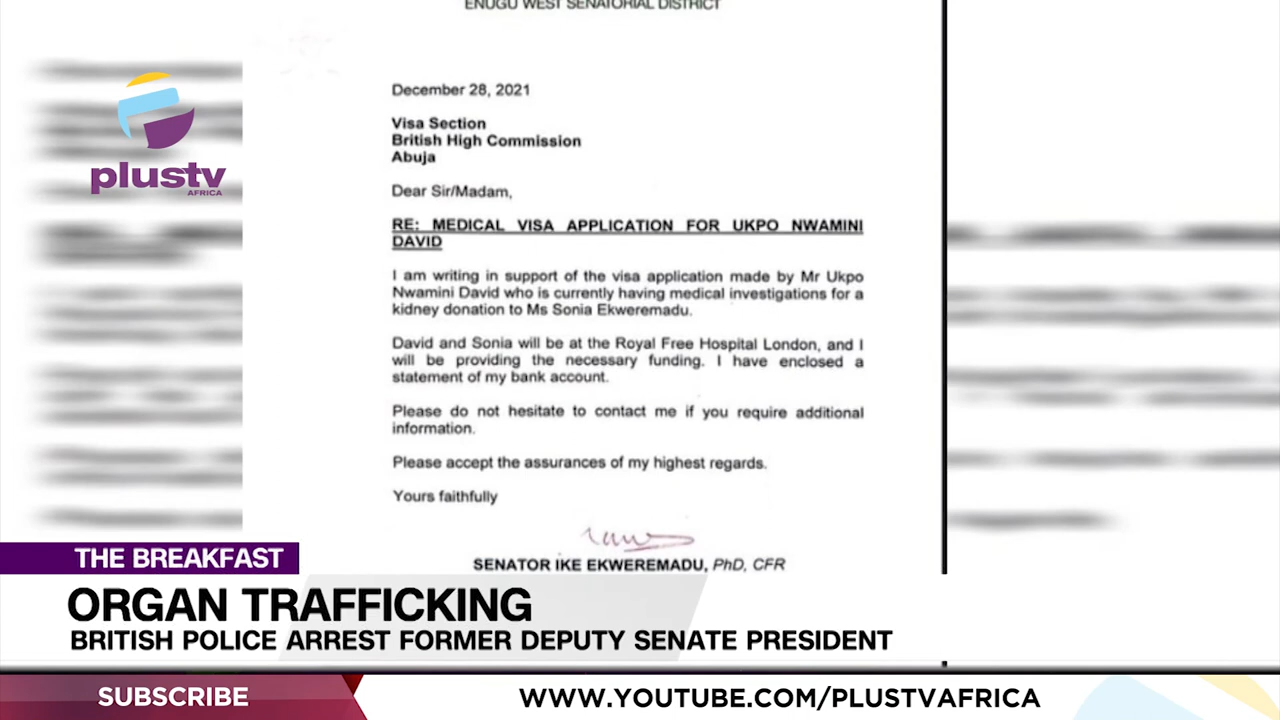 ENUGU WEST SENATORIAL DISTRICT
December 28, 2021
Visa Section
British High Commission
Abuja
Dear Sir/Madam,
RE: MEDICAL VISA APPLICATION FOR UKPO NWAMINI
DAVID
I am writing in support of the visa application made by Mr Ukpo
Nwamini David who is currently having medical investigations for a
kidney donation to Ms Sonia Ekweremadu.
David and Sonia will be at the Royal Free Hospital London, and I
will be providing the necessary funding. I have enclosed a
statement of my bank account.
Please do not hesitate to contact me if you require additional
information.
Please accept the assurances of my highest regards.
Yours faithfully
SENATOR IKE EKWEREMADU, PhD, CFR
plustv
AFRICA
THE BREAKFAST
ORGAN TRAFFICKING
BRITISH POLICE ARREST FORMER DEPUTY SENATE PRESIDENT
SUBSCRIBE
WWW.YOUTUBE.COM/PLUSTVAFRICA